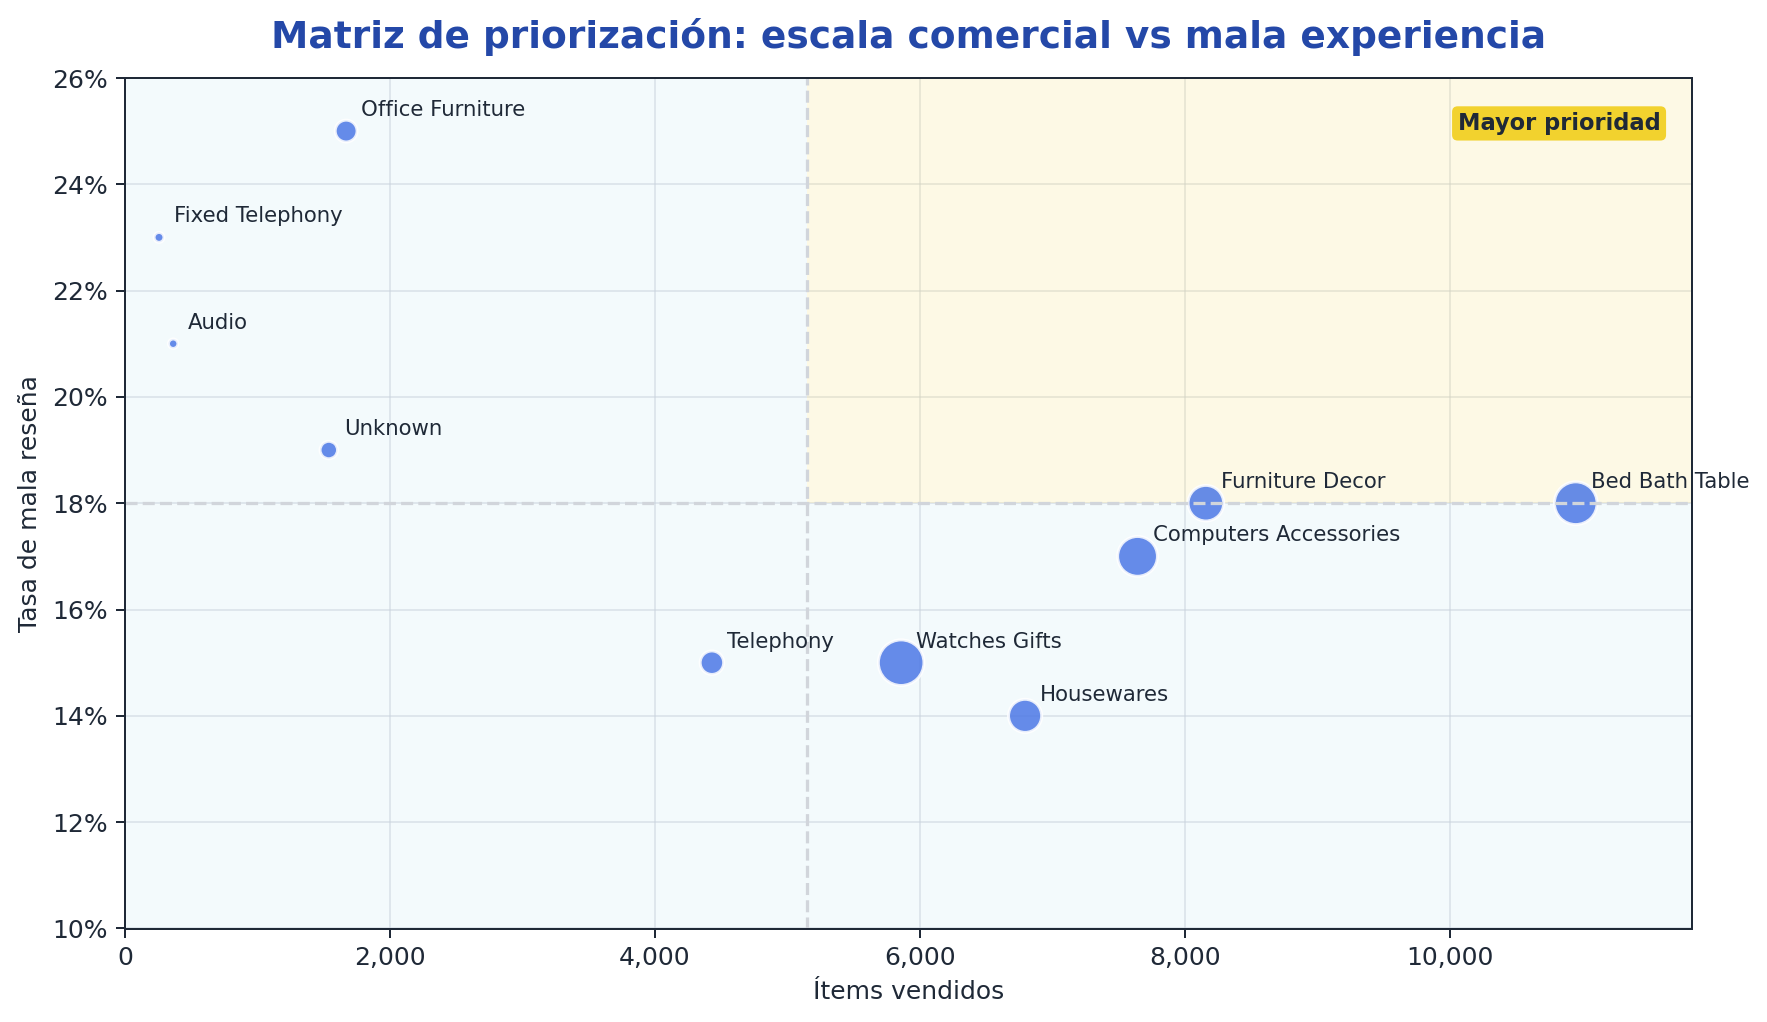 Matriz de priorización: escala comercial vs mala experiencia
26%
24%
22%
20%
18%
16%
14%
12%
10%
Tasa de mala reseña
Office Furniture
Mayor prioridad
Fixed Telephony
Audio
Unknown
Furniture Decor
Bed Bath Table
Computers Accessories
Telephony
Watches Gifts
Housewares
0
2,000
4,000
6,000
8,000
10,000
Ítems vendidos